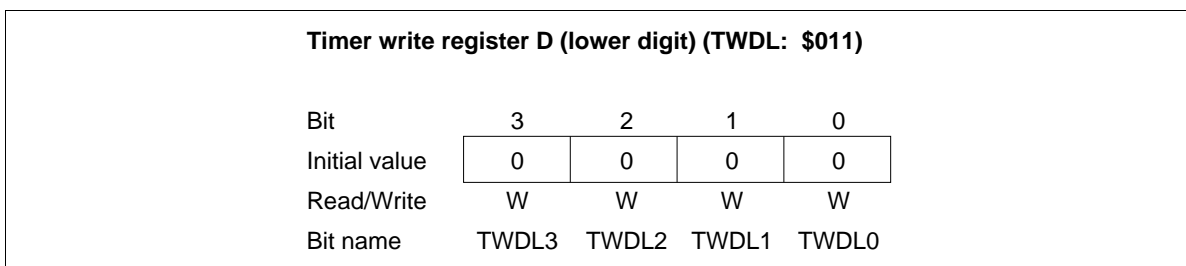 Timer write register D (lower digit) (TWDL: $011)
Bit 3 2 1 0
Initial value 0 0 0 0
Read/Write W W W W
Bit name TWDL3 TWDL2 TWDL1 TWDL0